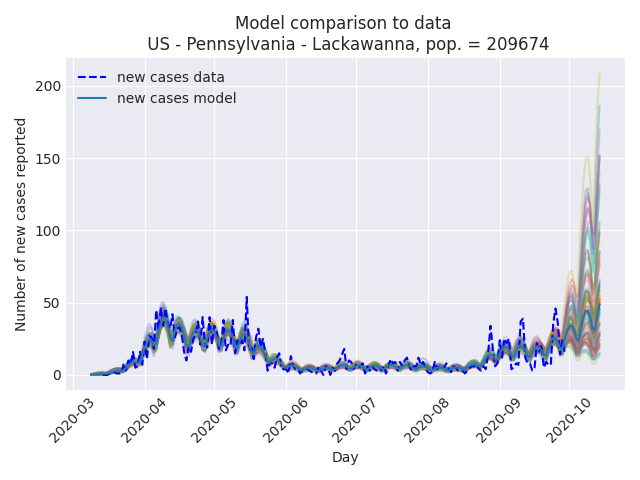 Model comparison to data
US - Pennsylvania - Lackawanna, pop. = 209674
new cases data
new cases model
Number of new cases reported
200
150
100
50
0
2020-03
2020-04
2020-05
2020-06
2020-07
2020-08
2020-09
2020-10
Day